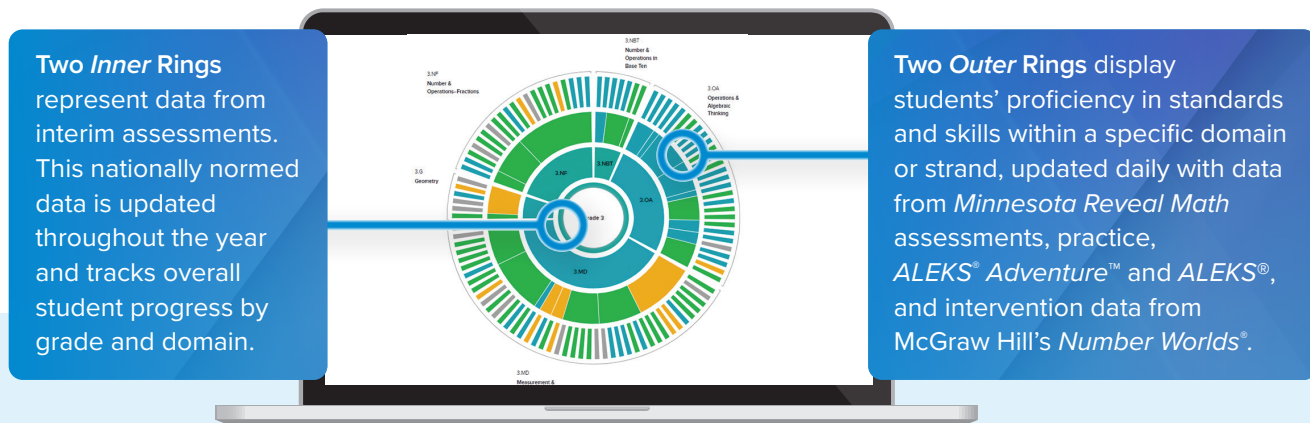 Two Inner Rings
represent data from
interim assessments.
This nationally normed
data is updated
throughout the year
and tracks overall
student progress by
grade and domain.
3.NBT
Number &
Operations in
Base Ten
3.NF
Number &
Operations–Fractions
3.OA
Operations &
Algebraic
Thinking
3.G
Geometry
3.NF
3.NBT
3.OA
ade 3
3.MD
3.MD
Measurement &
Two Outer Rings display
students’ proficiency in standards
and skills within a specific domain
or strand, updated daily with data
from Minnesota Reveal Math
assessments, practice,
ALEKS® Adventure™ and ALEKS®,
and intervention data from
McGraw Hill’s Number Worlds®.